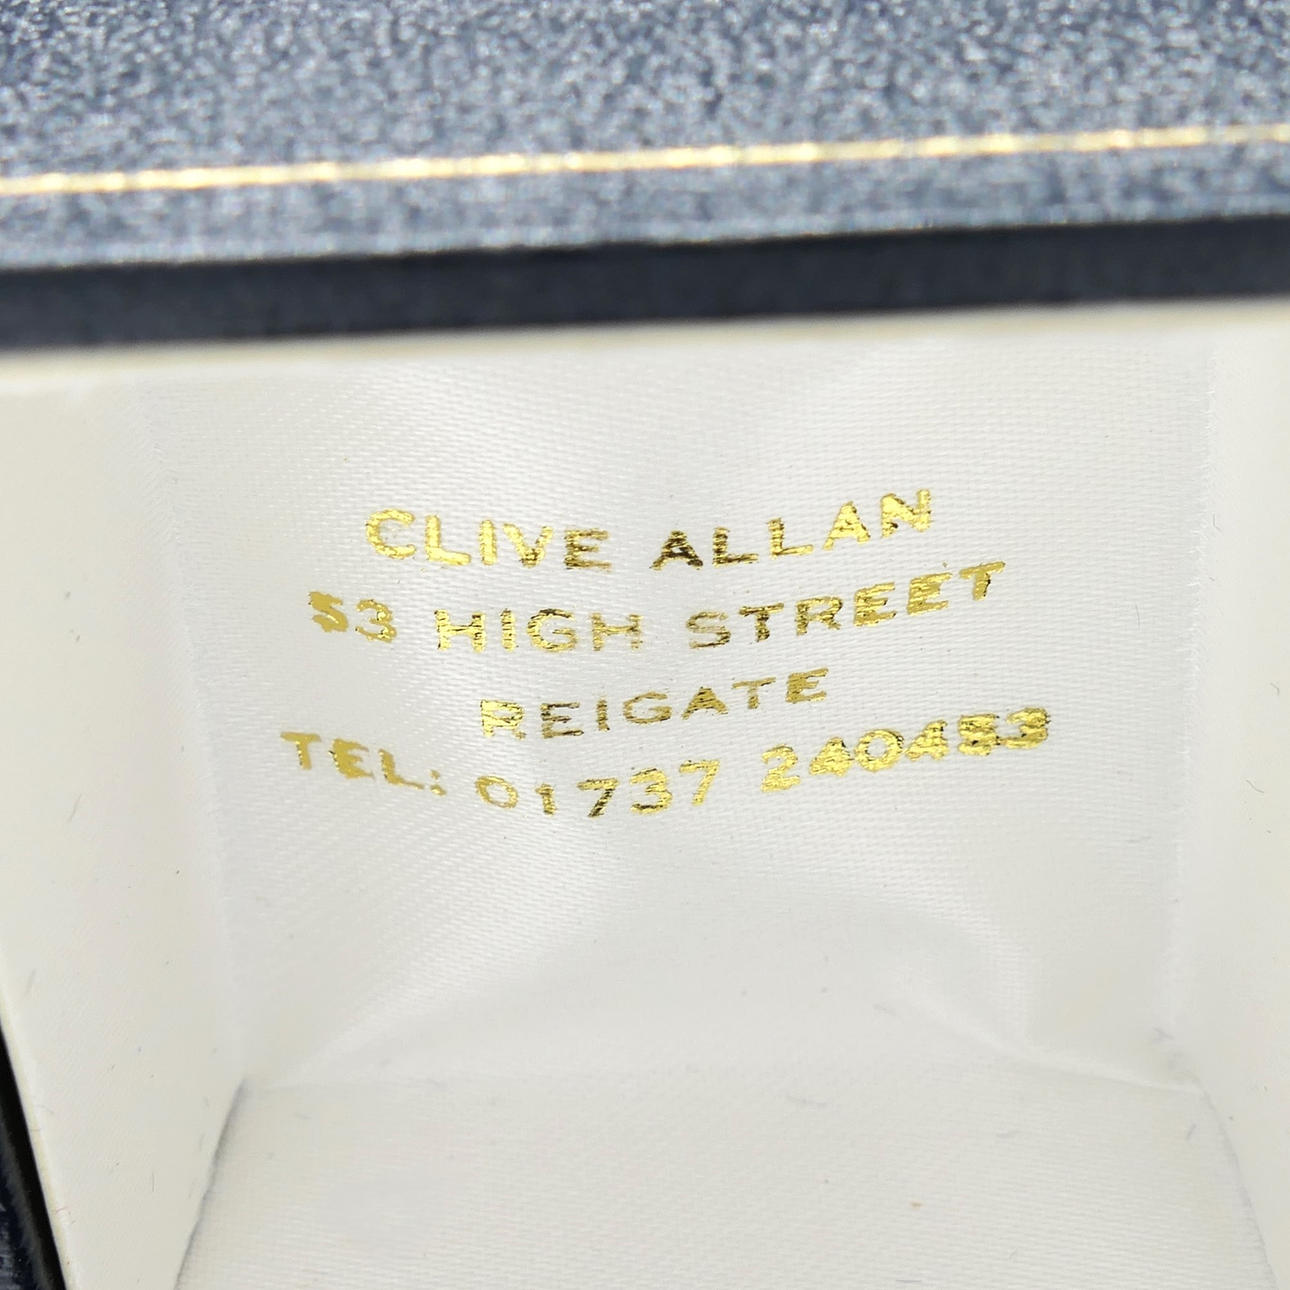 CLIVE ALLAN
53 HIGH STREET
REIGATE
TEL: 01737 240453